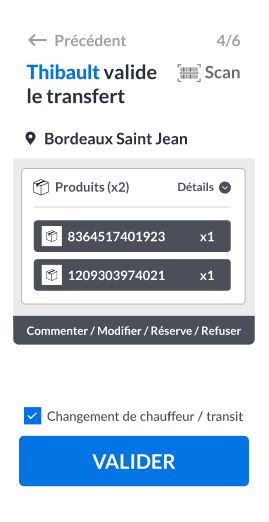 Précédent 4/6
Thibault valide Scan
le transfert
Bordeaux Saint Jean
Produits (x2) Détails
8364517401923 x1
1209303974021 x1
Commenter / Modifier / Réserve / Refuser
Changement de chauffeur / transit
VALIDER